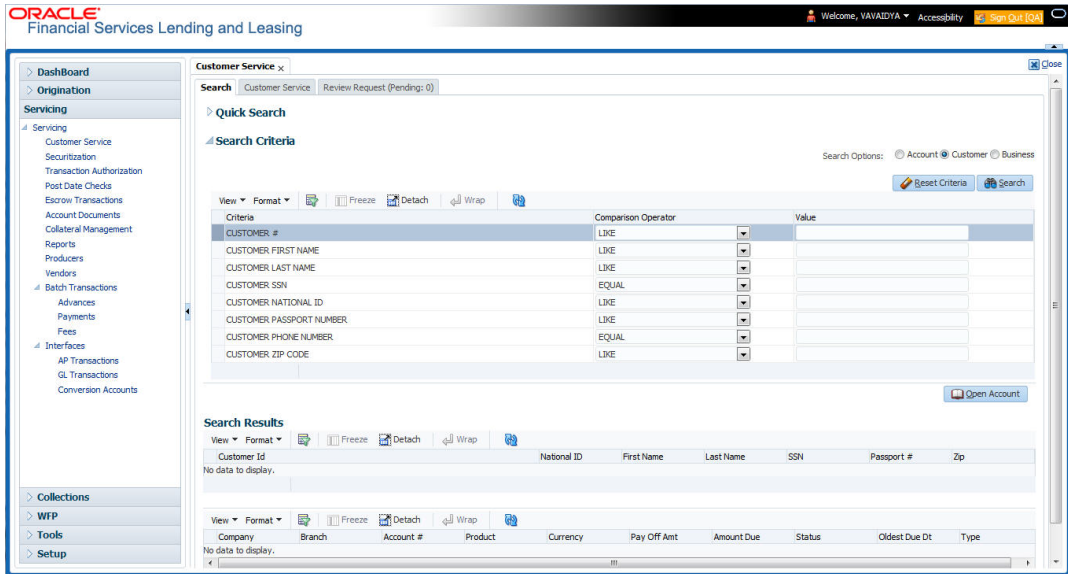 ORACLE
Financial Services Lending and Leasing
Welcome, VAVAIDYA Accessibility Sign Out [QA]
Close
DashBoard
Origination
Servicing
Servicing
Customer Service
Securitization
Transaction Authorization
Post Date Checks
Escrow Transactions
Account Documents
Collateral Management
Reports
Producers
Vendors
Batch Transactions
Advances
Payments
Fees
Interfaces
AP Transactions
GL Transactions
Conversion Accounts
Collections
WFP
Tools
Setup
Customer Service x
Search Customer Service Review Request (Pending: 0)
Quick Search
Search Criteria
Search Options: Account Customer Business
Reset Criteria Search
View Format Freeze Detach Wrap
Criteria Comparison Operator Value
CUSTOMER # LIKE
CUSTOMER FIRST NAME LIKE
CUSTOMER LAST NAME LIKE
CUSTOMER SSN EQUAL
CUSTOMER NATIONAL ID LIKE
CUSTOMER PASSPORT NUMBER LIKE
CUSTOMER PHONE NUMBER EQUAL
CUSTOMER ZIP CODE LIKE
Open Account
Search Results
View Format Freeze Detach Wrap
Customer Id National ID First Name Last Name SSN Passport # Zip
No data to display.
View Format Freeze Detach Wrap
Company Branch Account # Product Currency Pay Off Amt Amount Due Status Oldest Due Dt Type
No data to display.